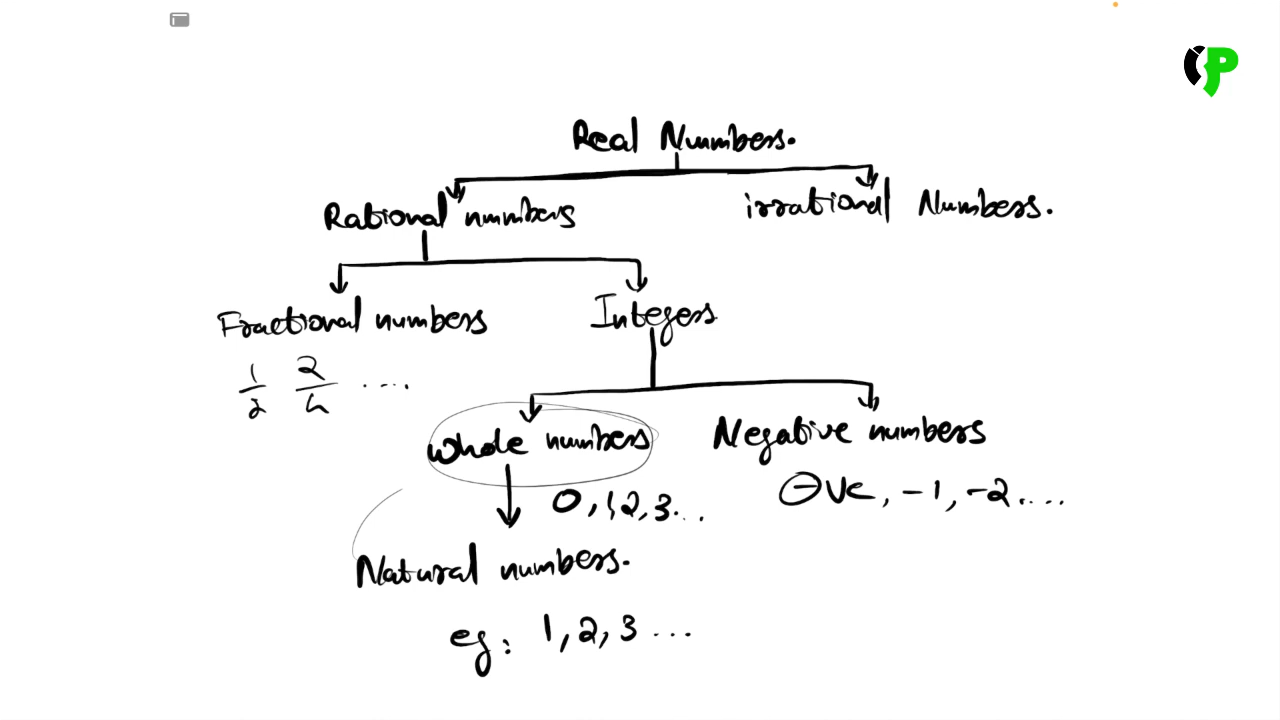 Real Numbers.
Rational numbers
irrational Numbers.
Fractional numbers
Integers
1/2 2/4 ....
whole numbers
Negative numbers
0, 1, 2, 3...
⊖ve, -1, -2....
Natural numbers.
eg: 1, 2, 3 ...
P